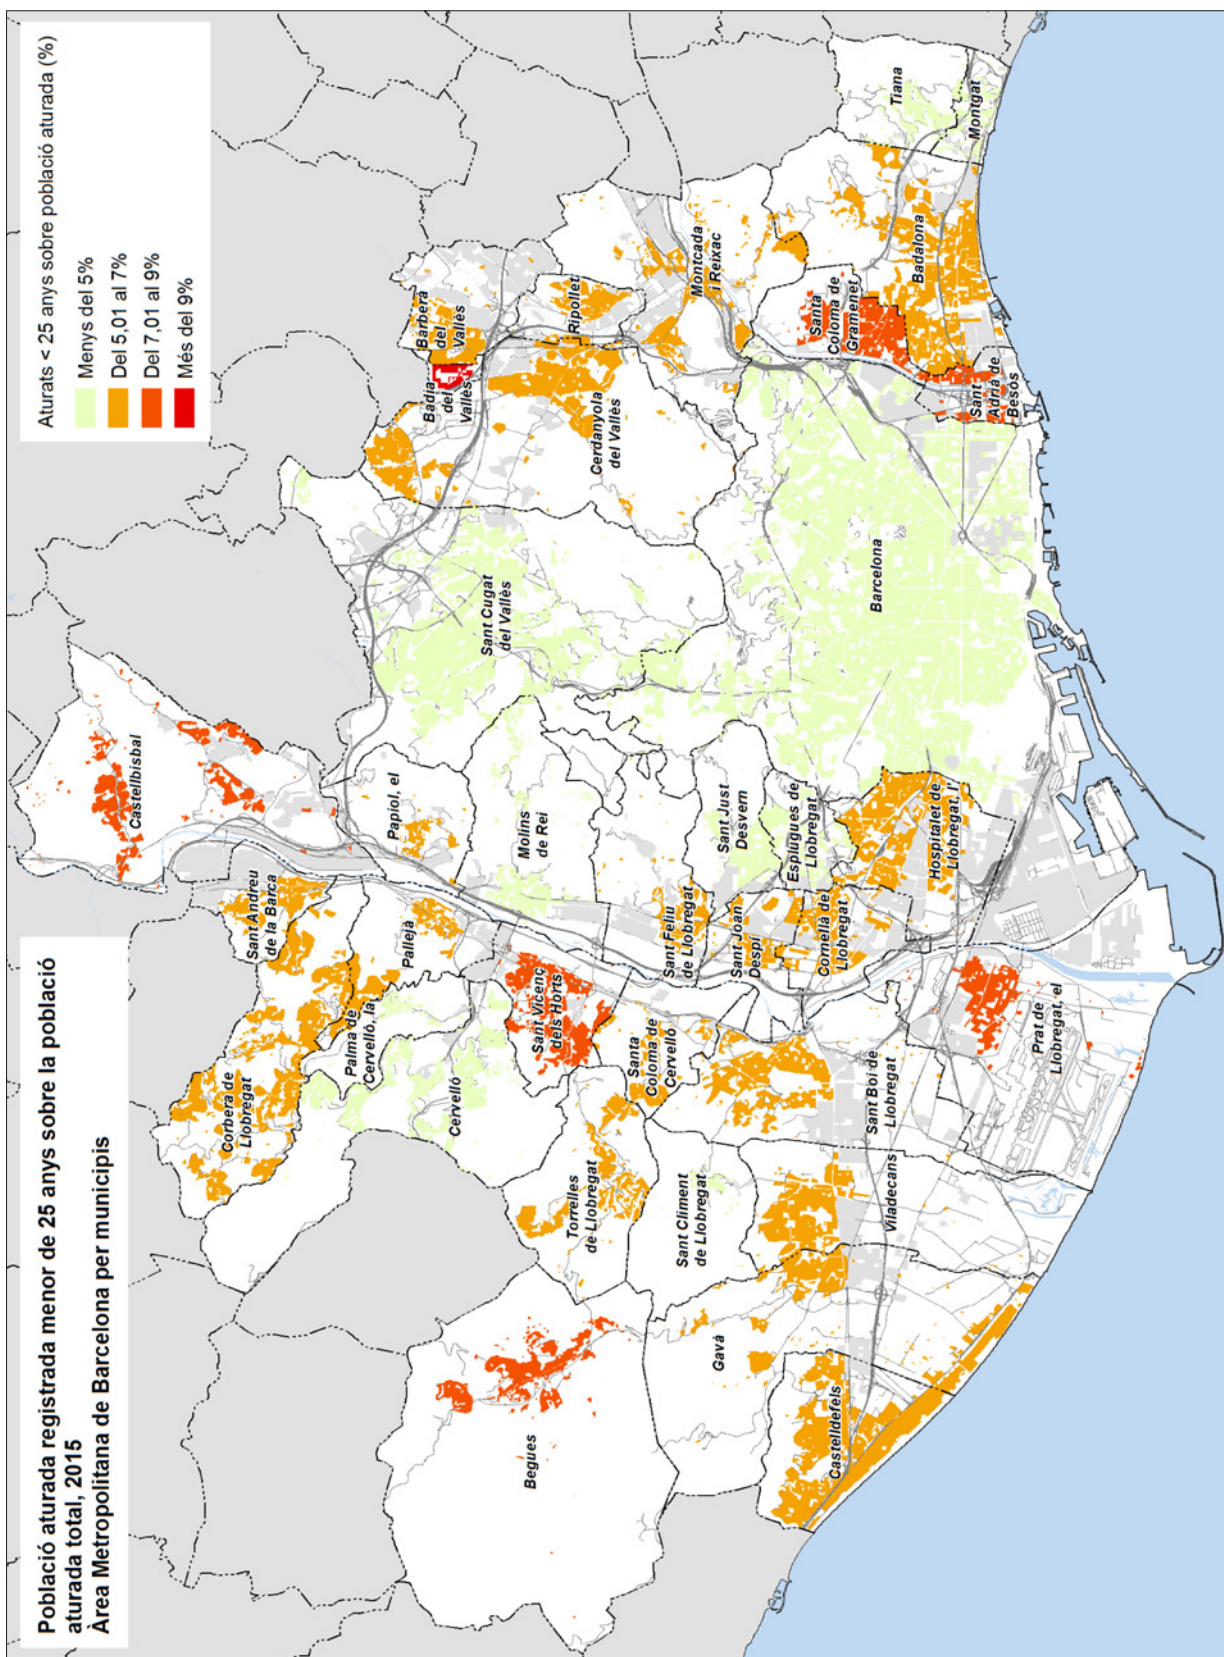 Població aturada registrada menor de 25 anys sobre la població
aturada total, 2015
Àrea Metropolitana de Barcelona per municipis
Aturats < 25 anys sobre població aturada (%)
Menys del 5%
Del 5,01 al 7%
Del 7,01 al 9%
Més del 9%
Castellbisbal
Sant Andreu
de la Barca
Corbera de
Llobregat
Papiol, el
Pallejà
Palma de
Cervelló, la
Cervelló
Badia
del
Vallès
Barberà
del
Vallès
Ripollet
Sant Cugat
del Vallès
Cerdanyola
del Vallès
Molins
de Rei
Sant Vicenç
dels Horts
Begues
Torrelles
de Llobregat
Santa
Coloma de
Cervelló
Sant Feliu
de Llobregat
Montcada
i Reixac
Sant Climent
de Llobregat
Gavà
Sant Just
Desvern
Sant Joan
Despí
Esplugues de
Llobregat
Cornellà de
Llobregat
Santa
Coloma de
Gramenet
Tiana
Badalona
Montgat
Barcelona
Castelldefels
Viladecans
Sant Boi de
Llobregat
Hospitalet de
Llobregat, l'
Sant
Adrià de
Besòs
Prat de
Llobregat, el